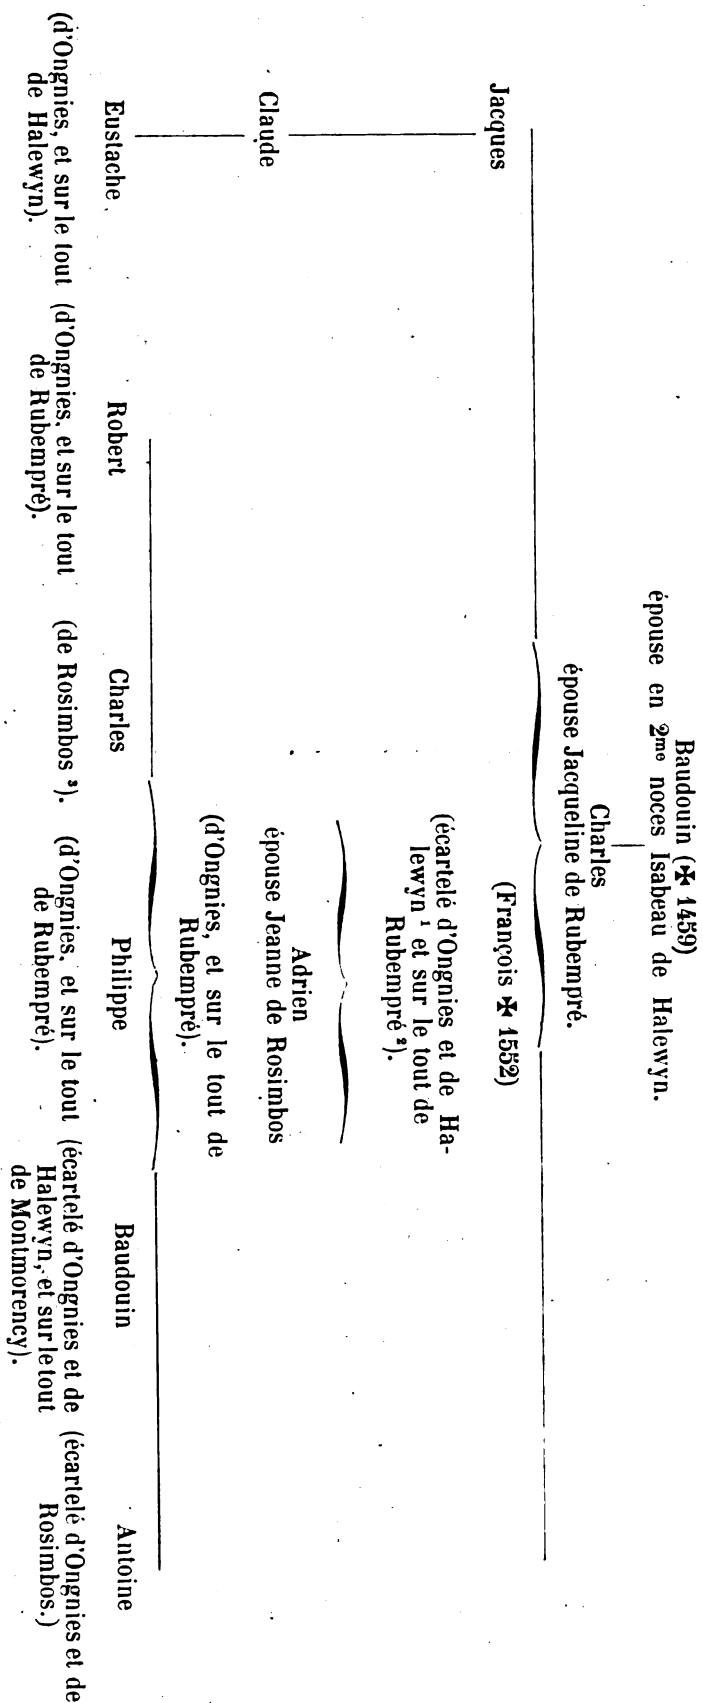 Baudouin (✠ 1459)
épouse en 2me noces Isabeau de Halewyn.
Charles
épouse Jacqueline de Rubempré.
Jacques
(François ✠ 1552)
(écartelé d'Ongnies et de Ha-
lewyn ¹ et sur le tout de
Rubempré ²).
Claude
Adrien
épouse Jeanne de Rosimbos
(d'Ongnies, et sur le tout de
Rubempré).
Eustache
(d'Ongnies, et sur le tout
de Halewyn).
Robert
(d'Ongnies, et sur le tout
de Rubempré).
Charles
(de Rosimbos ³).
Philippe
(d'Ongnies, et sur le tout
de Rubempré).
Baudouin
(écartelé d'Ongnies et de
Halewyn, et sur le tout
de Montmorency).
Antoine
(écartelé d'Ongnies et de
Rosimbos.)